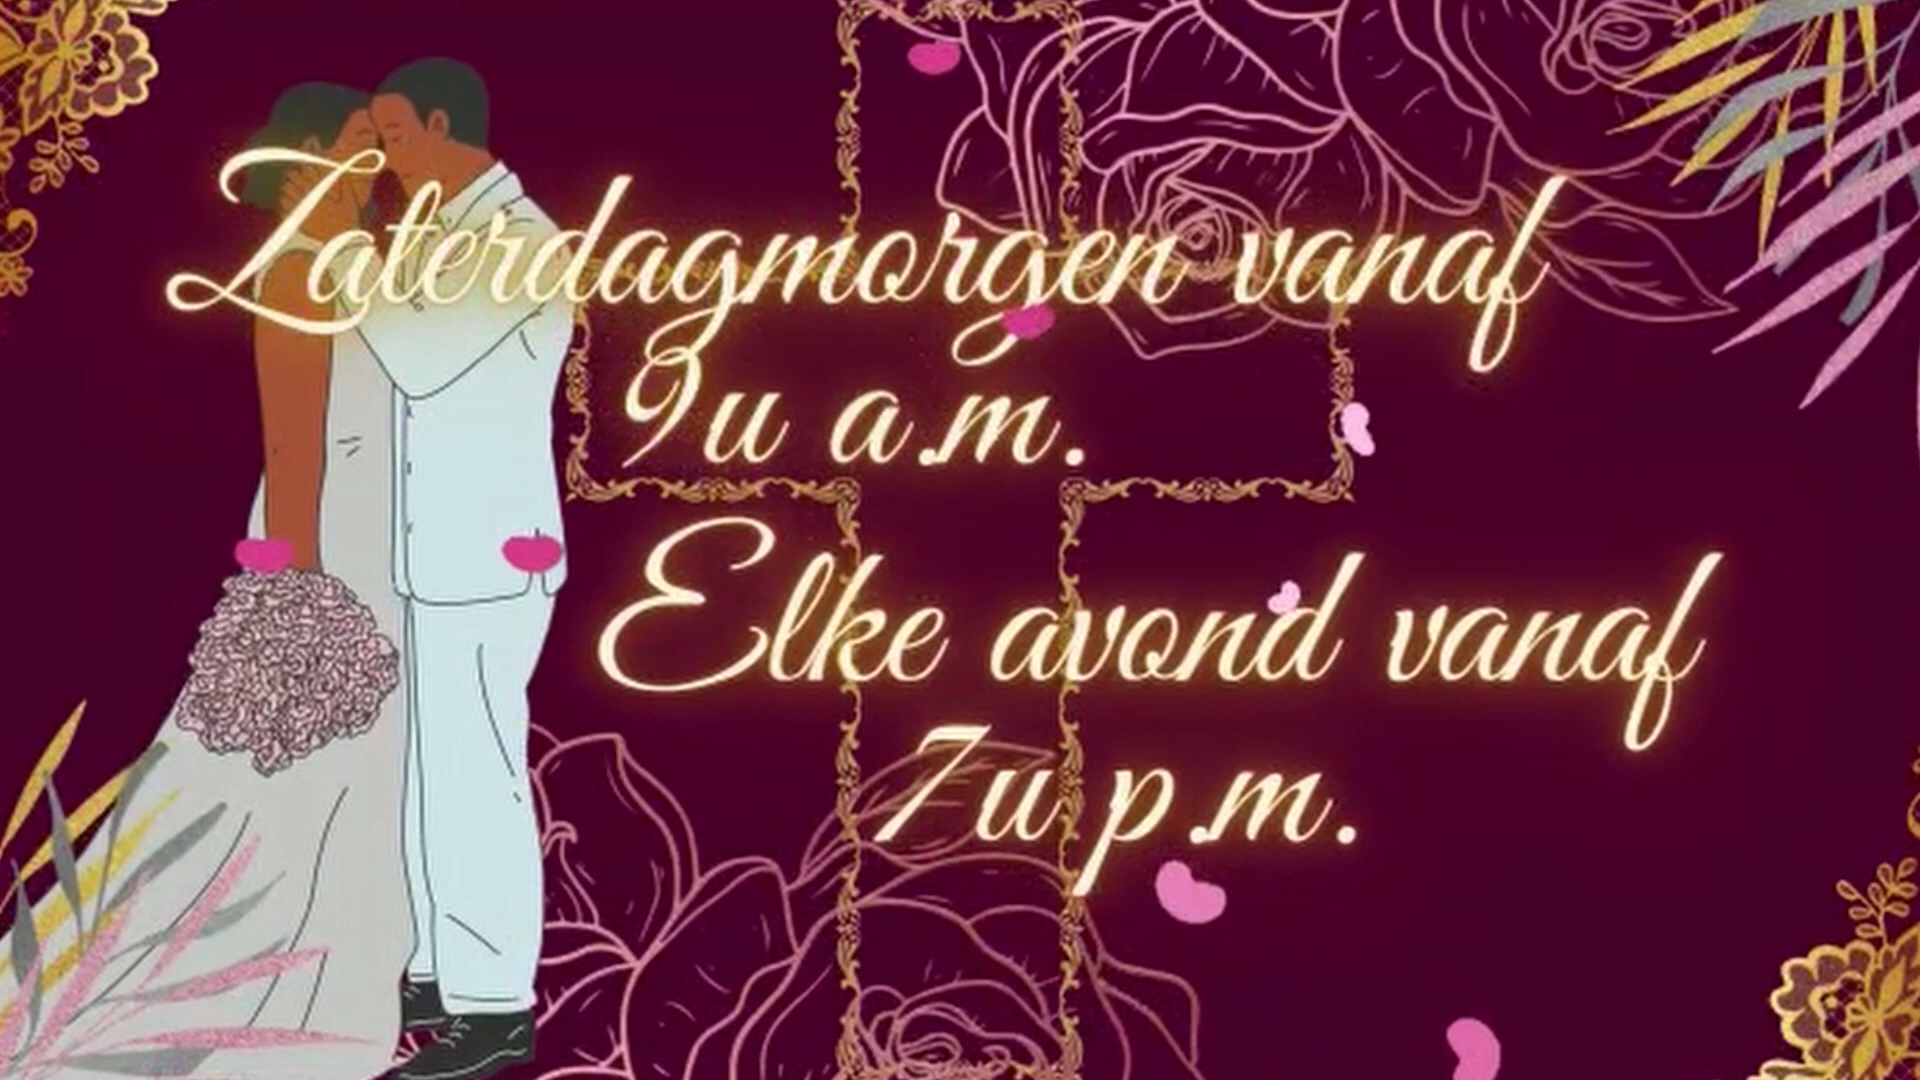 Zaterdagmorgen vanaf
9u a.m.
Elke avond vanaf
7u p.m.